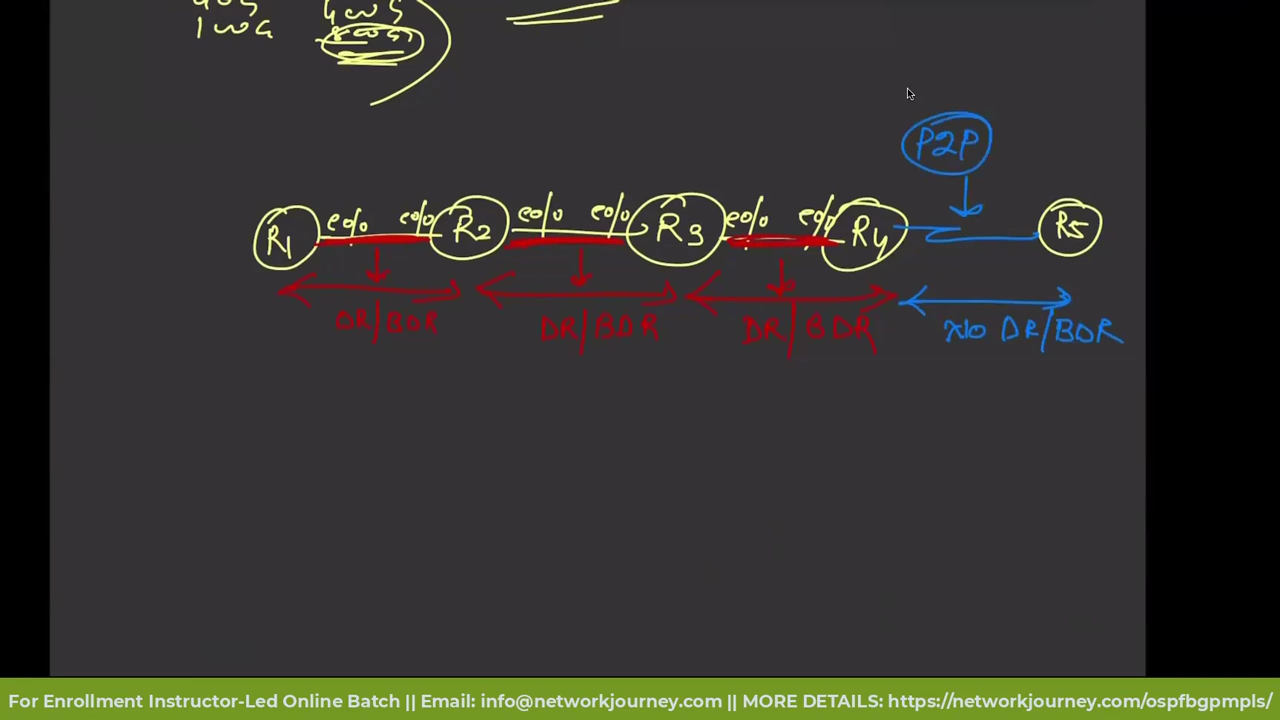 P2P
R1 e0/0 e0/0 R2 e0/0 e0/0 R3 e0/0 e0/0 R4 R5
DR/BDR DR/BDR DR/BDR NO DR/BDR
For Enrollment Instructor-Led Online Batch || Email: info@networkjourney.com || MORE DETAILS: https://networkjourney.com/ospfbgpmpls/